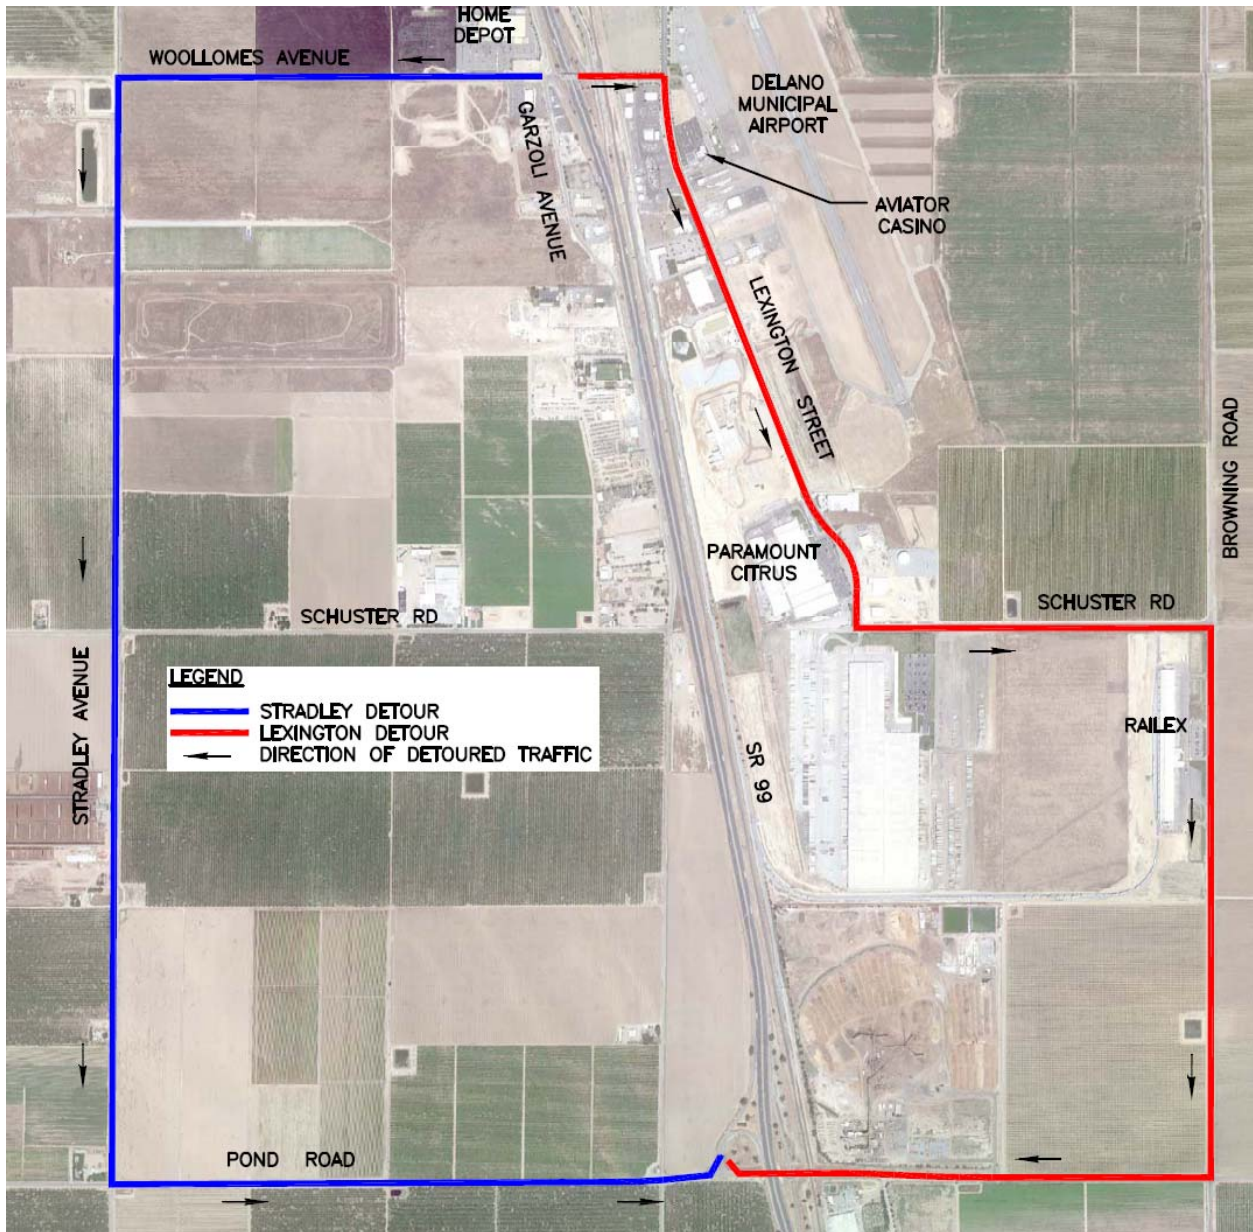 HOME
DEPOT
WOOLLOMES AVENUE
DELANO
MUNICIPAL
AIRPORT
GARZOLI AVENUE
AVIATOR
CASINO
LEXINGTON STREET
BROWNING ROAD
PARAMOUNT
CITRUS
SCHUSTER RD
SCHUSTER RD
LEGEND
STRADLEY DETOUR
LEXINGTON DETOUR
DIRECTION OF DETOURED TRAFFIC
STRADLEY AVENUE
SR 99
RAILEX
POND ROAD